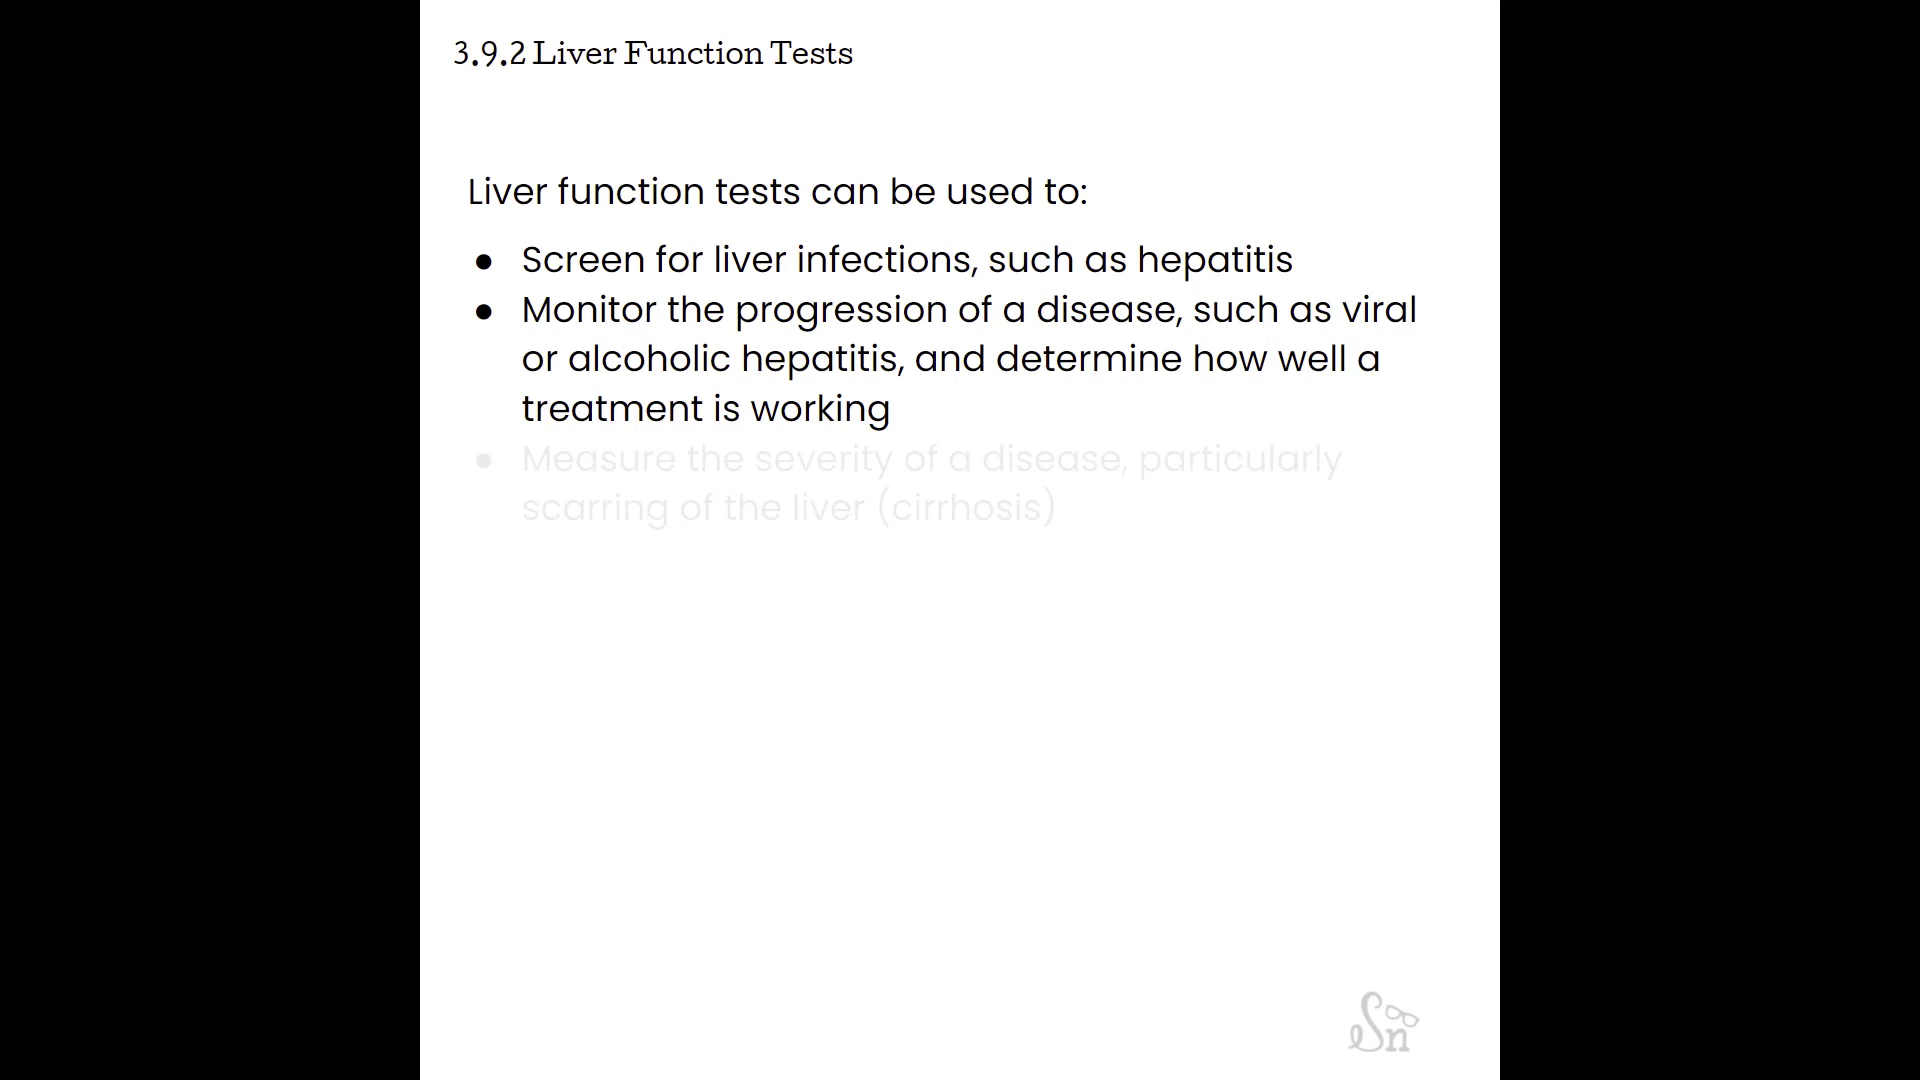 3.9.2 Liver Function Tests
Liver function tests can be used to:
● Screen for liver infections, such as hepatitis
● Monitor the progression of a disease, such as viral
or alcoholic hepatitis, and determine how well a
treatment is working
● Measure the severity of a disease, particularly
scarring of the liver (cirrhosis)
Sn